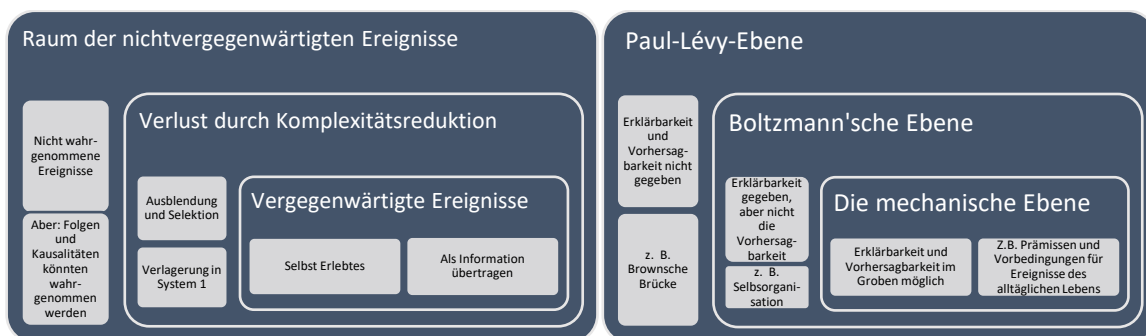 Raum der nichtvergegenwärtigten Ereignisse
Nicht wahr-
genommene
Ereignisse
Aber: Folgen
und
Kausalitäten
könnten
wahr-
genommen
werden
Verlust durch Komplexitätsreduktion
Ausblendung
und Selektion
Verlagerung in
System 1
Vergegenwärtigte Ereignisse
Selbst Erlebtes
Als Information
übertragen
Paul-Lévy-Ebene
Erklärbarkeit
und
Vorhersag-
barkeit nicht
gegeben
z. B.
Brownsche
Brücke
Boltzmann'sche Ebene
Erklärbarkeit
gegeben,
aber nicht
die
Vorhersag-
barkeit
z. B.
Selbsorgani-
sation
Die mechanische Ebene
Erklärbarkeit und
Vorhersagbarkeit im
Groben möglich
Z.B. Prämissen und
Vorbedingungen für
Ereignisse des
alltäglichen Lebens